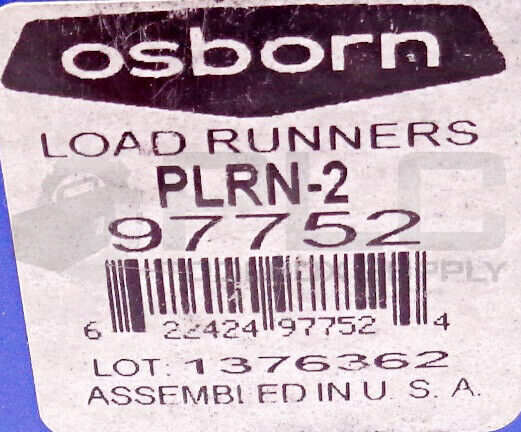 osborn
LOAD RUNNERS
PLRN-2
97752
6 22424 97752 4
LOT: 1376362
ASSEMBLED IN U. S. A.